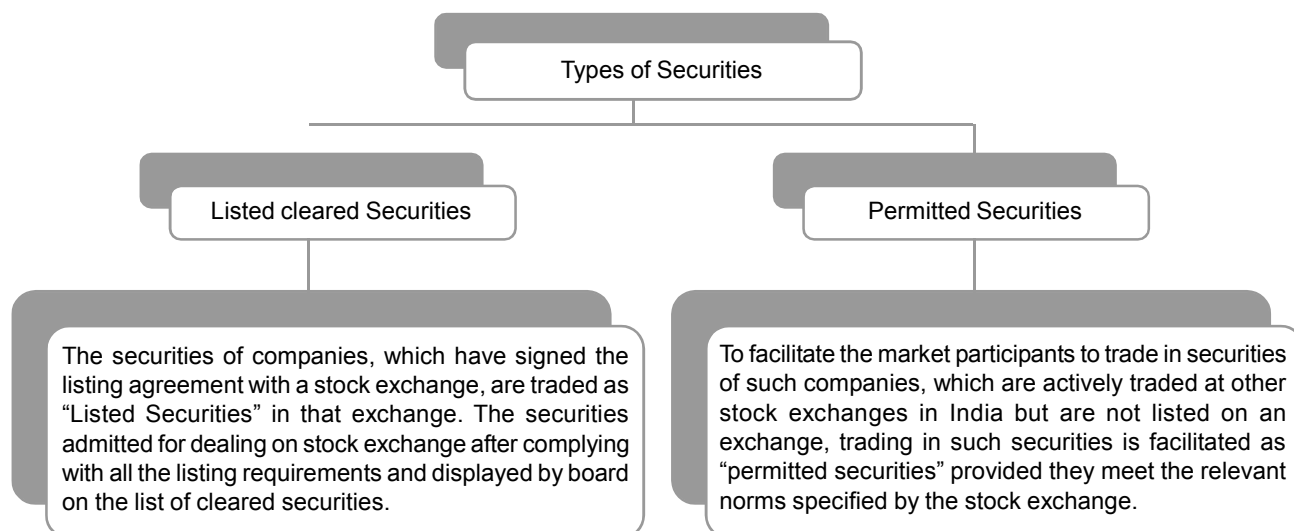 Types of Securities
Listed cleared Securities
Permitted Securities
The securities of companies, which have signed the
listing agreement with a stock exchange, are traded as
“Listed Securities” in that exchange. The securities
admitted for dealing on stock exchange after complying
with all the listing requirements and displayed by board
on the list of cleared securities.
To facilitate the market participants to trade in securities
of such companies, which are actively traded at other
stock exchanges in India but are not listed on an
exchange, trading in such securities is facilitated as
“permitted securities” provided they meet the relevant
norms specified by the stock exchange.